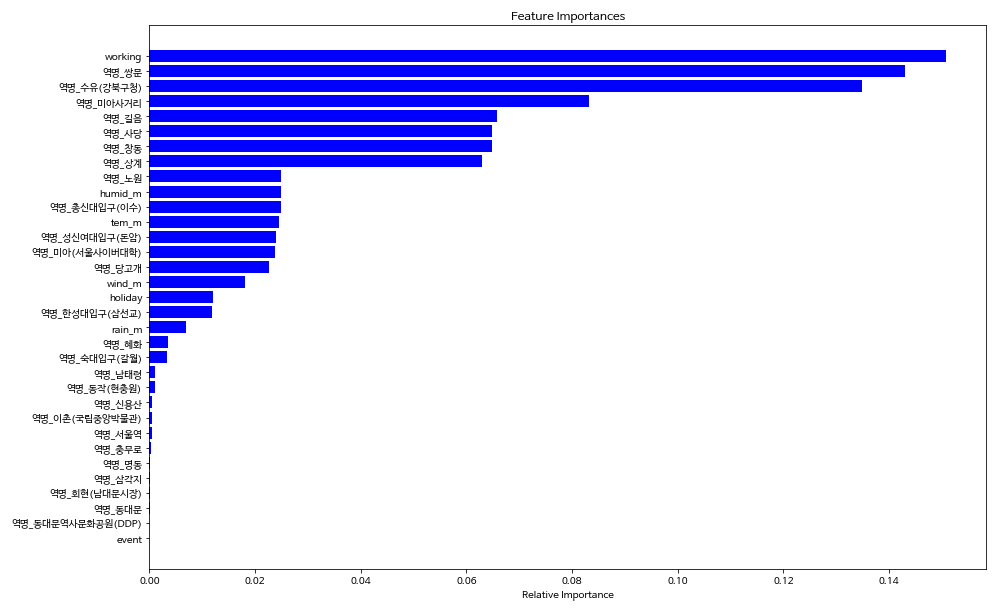 Feature Importances
working
역명_쌍문
역명_수유(강북구청)
역명_미아사거리
역명_길음
역명_사당
역명_창동
역명_상계
역명_노원
humid_m
역명_총신대입구(이수)
tem_m
역명_성신여대입구(돈암)
역명_미아(서울사이버대학)
역명_당고개
wind_m
holiday
역명_한성대입구(삼선교)
rain_m
역명_혜화
역명_숙대입구(갈월)
역명_남태령
역명_동작(현충원)
역명_신용산
역명_이촌(국립중앙박물관)
역명_서울역
역명_충무로
역명_명동
역명_삼각지
역명_회현(남대문시장)
역명_동대문
역명_동대문역사문화공원(DDP)
event
0.00 0.02 0.04 0.06 0.08 0.10 0.12 0.14
Relative Importance